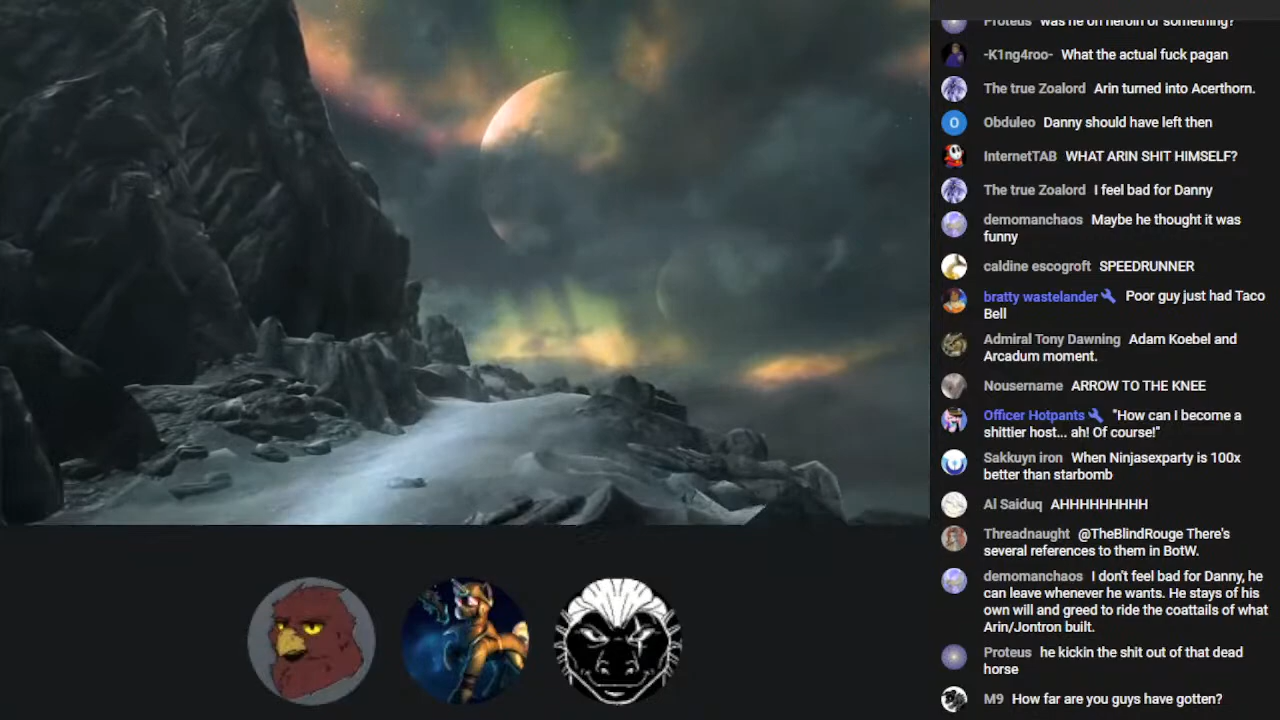 Proteus was he on heroin or something?
-K1ng4roo- What the actual fuck pagan
The true Zoalord Arin turned into Acerthorn.
O Obduleo Danny should have left then
InternetTAB WHAT ARIN SHIT HIMSELF?
The true Zoalord I feel bad for Danny
demomanchaos Maybe he thought it was
funny
caldine escogroft SPEEDRUNNER
bratty wastelander Poor guy just had Taco
Bell
Admiral Tony Dawning Adam Koebel and
Arcadum moment.
Nousername ARROW TO THE KNEE
Officer Hotpants "How can I become a
shittier host... ah! Of course!"
Sakkuyn iron When Ninjasexparty is 100x
better than starbomb
Al Saiduq AHHHHHHHHH
Threadnaught @TheBlindRouge There's
several references to them in BotW.
demomanchaos I don't feel bad for Danny, he
can leave whenever he wants. He stays of his
own will and greed to ride the coattails of what
Arin/Jontron built.
Proteus he kickin the shit out of that dead
horse
M9 How far are you guys have gotten?